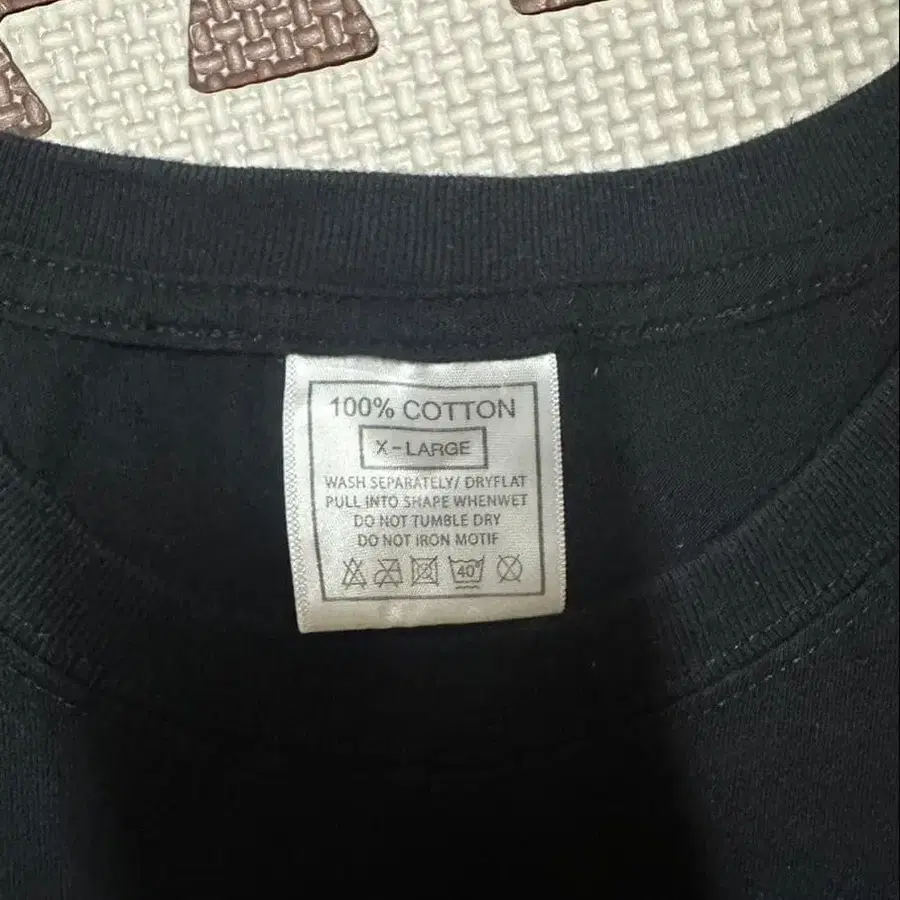 100% COTTON
X-LARGE
WASH SEPARATELY/ DRYFLAT
PULL INTO SHAPE WHENWET
DO NOT TUMBLE DRY
DO NOT IRON MOTIF
40°